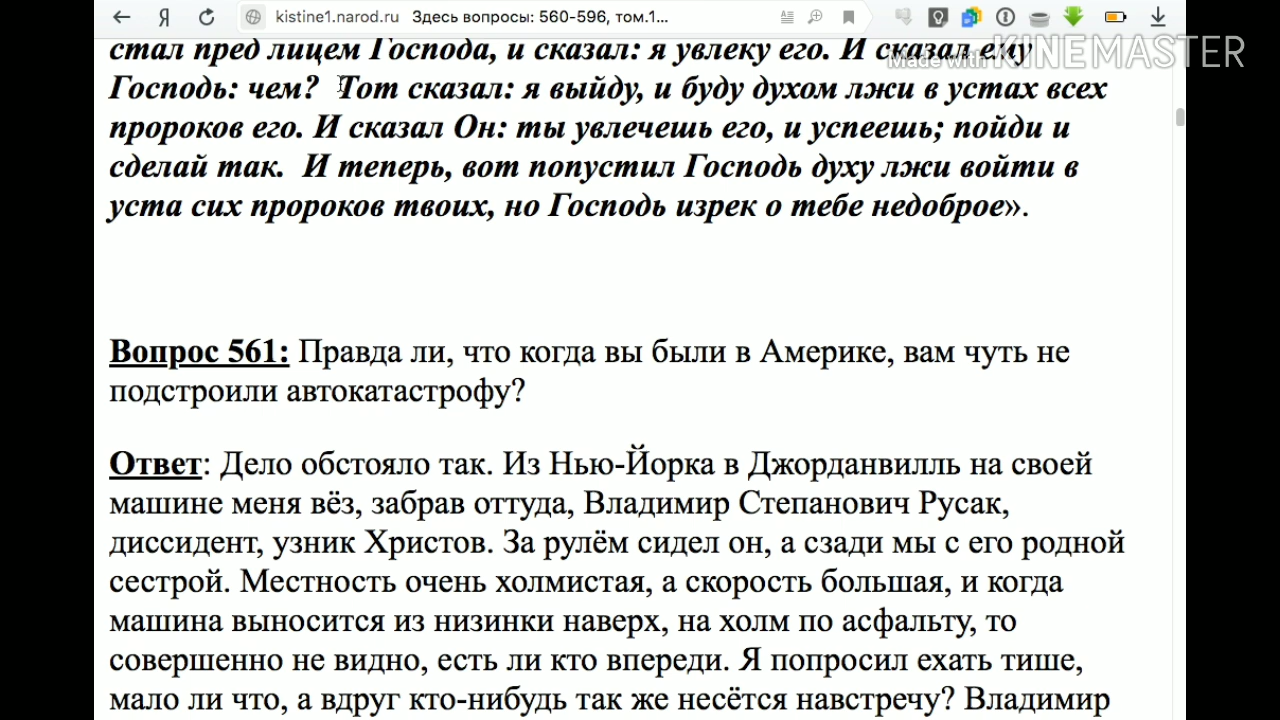 kistine1.narod.ru Здесь вопросы: 560-596, том.1...
Made with KINEMASTER
стал пред лицем Господа, и сказал: я увлеку его. И сказал ему
Господь: чем? Тот сказал: я выйду, и буду духом лжи в устах всех
пророков его. И сказал Он: ты увлечешь его, и успеешь; пойди и
сделай так. И теперь, вот попустил Господь духу лжи войти в
уста сих пророков твоих, но Господь изрек о тебе недоброе».
Вопрос 561: Правда ли, что когда вы были в Америке, вам чуть не
подстроили автокатастрофу?
Ответ: Дело обстояло так. Из Нью-Йорка в Джорданвилль на своей
машине меня вёз, забрав оттуда, Владимир Степанович Русак,
диссидент, узник Христов. За рулём сидел он, а сзади мы с его родной
сестрой. Местность очень холмистая, а скорость большая, и когда
машина выносится из низинки наверх, на холм по асфальту, то
совершенно не видно, есть ли кто впереди. Я попросил ехать тише,
мало ли что, а вдруг кто-нибудь так же несётся навстречу? Владимир